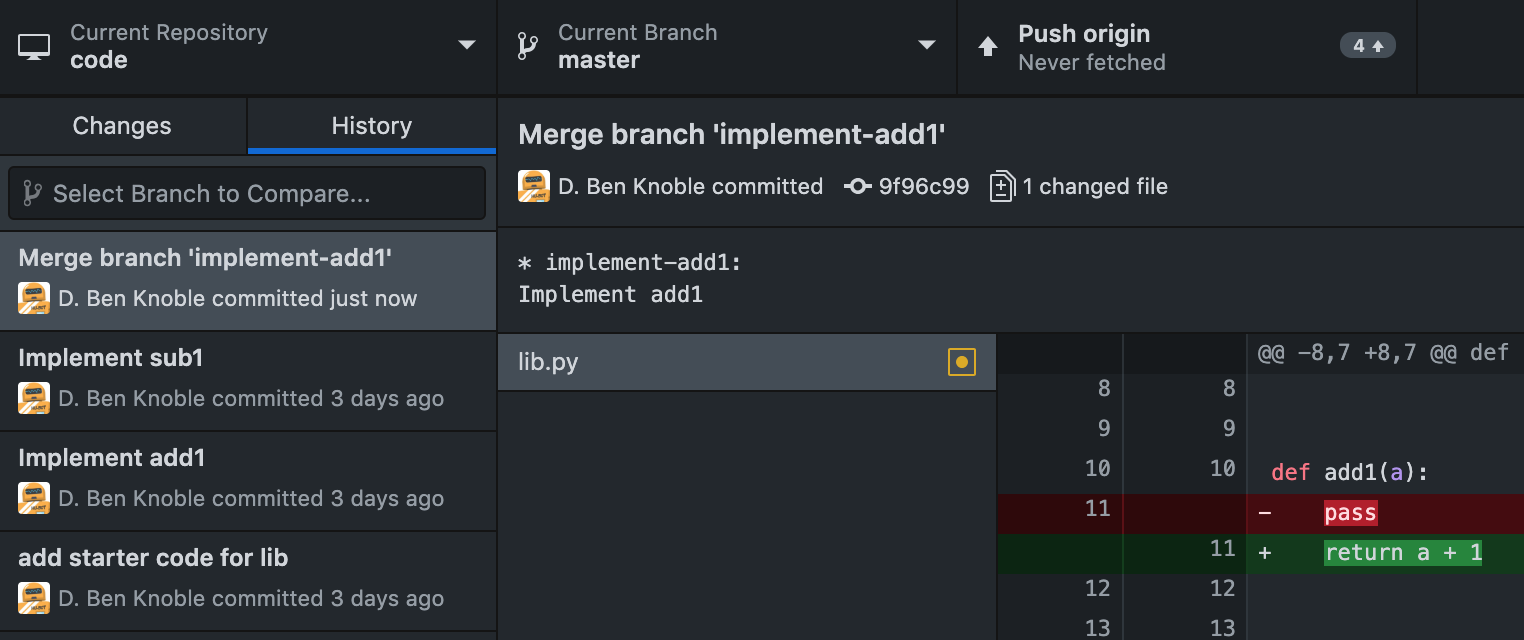 Current Repository
code
Current Branch
master
Push origin
Never fetched
4
Changes
History
Select Branch to Compare...
Merge branch 'implement-add1'
D. Ben Knoble committed just now
Implement sub1
D. Ben Knoble committed 3 days ago
Implement add1
D. Ben Knoble committed 3 days ago
add starter code for lib
D. Ben Knoble committed 3 days ago
Merge branch 'implement-add1'
D. Ben Knoble committed 9f96c99 1 changed file
* implement-add1:
Implement add1
lib.py
@@ -8,7 +8,7 @@ def
8 8
9 9
10 10 def add1(a):
11 - pass
11 + return a + 1
12 12
13 13